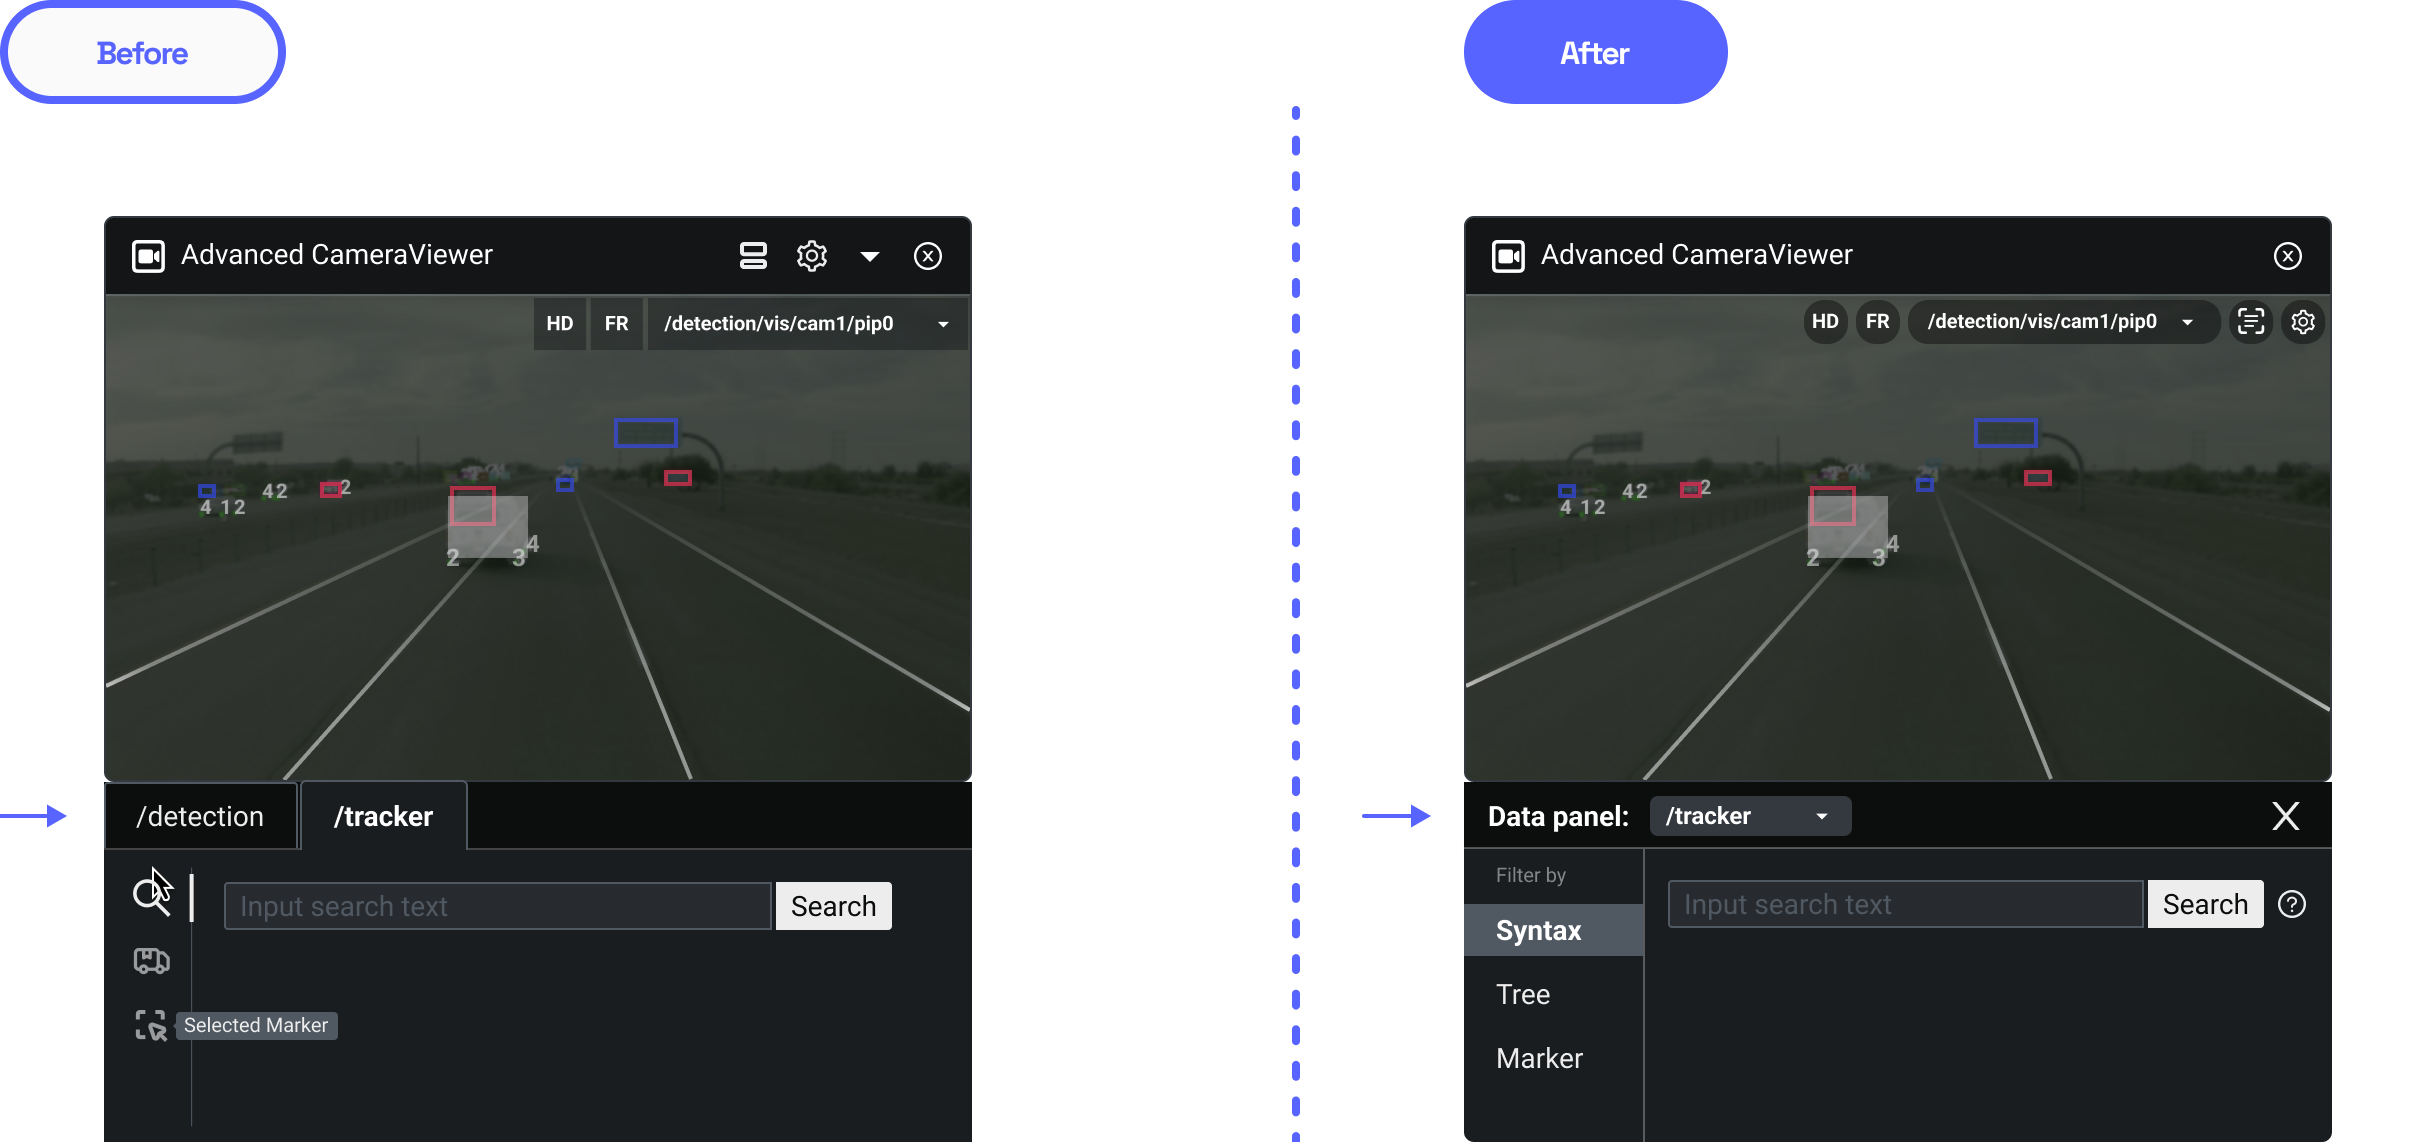 Before
After
Advanced CameraViewer
HD FR /detection/vis/cam1/pip0
4 12
42
2
2
3
4
/detection /tracker
Input search text Search
Selected Marker
Advanced CameraViewer
HD FR /detection/vis/cam1/pip0
4 12
42
2
2
3
4
Data panel: /tracker X
Filter by
Input search text Search ?
Syntax
Tree
Marker